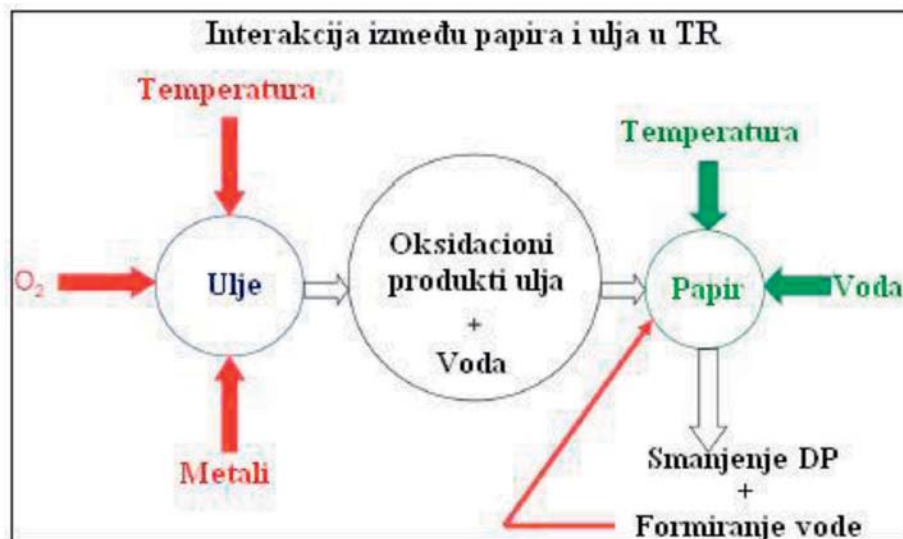 Interakcija između papira i ulja u TR
Temperatura
Temperatura
O₂
Ulje
Oksidacioni
produkti ulja
+
Voda
Papir
Voda
Metali
Smanjenje DP
+
Formiranje vode